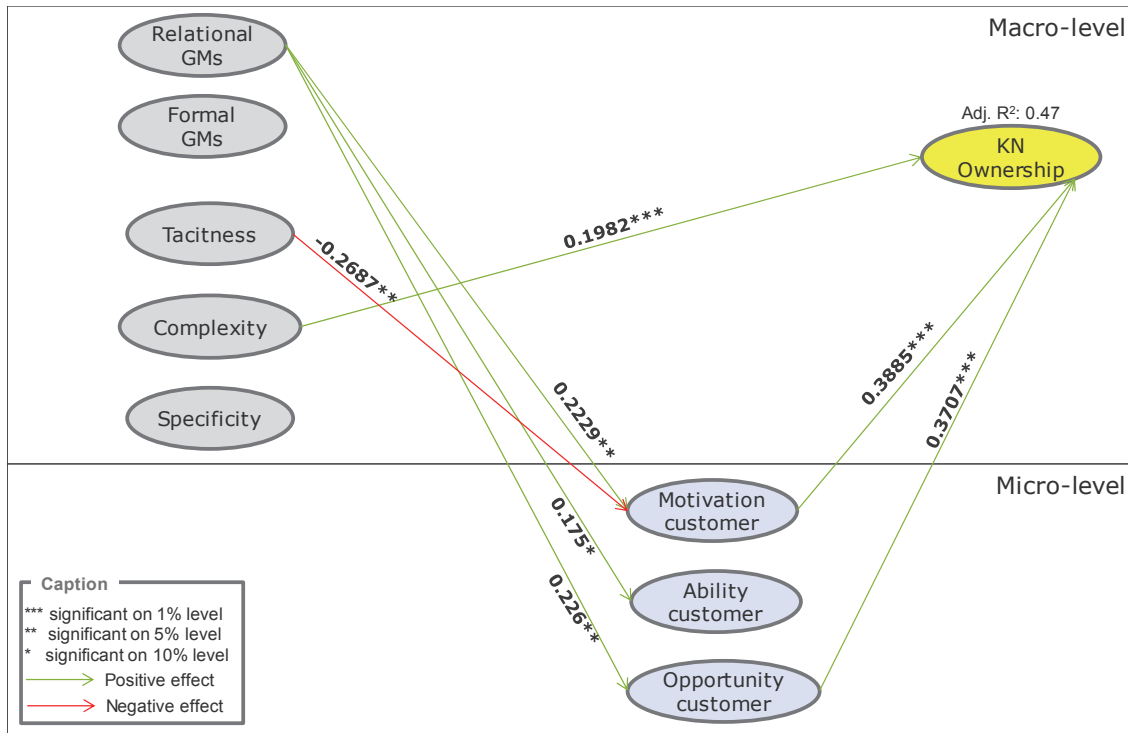 Macro-level
Relational
GMs
Formal
GMs
Adj. R²: 0.47
KN
Ownership
Tacitness
-0.2687**
0.1982***
Complexity
Specificity
0.2229**
0.3885***
0.3707***
0.175*
0.226**
Micro-level
Motivation
customer
Ability
customer
Opportunity
customer
Caption
*** significant on 1% level
** significant on 5% level
* significant on 10% level
Positive effect
Negative effect